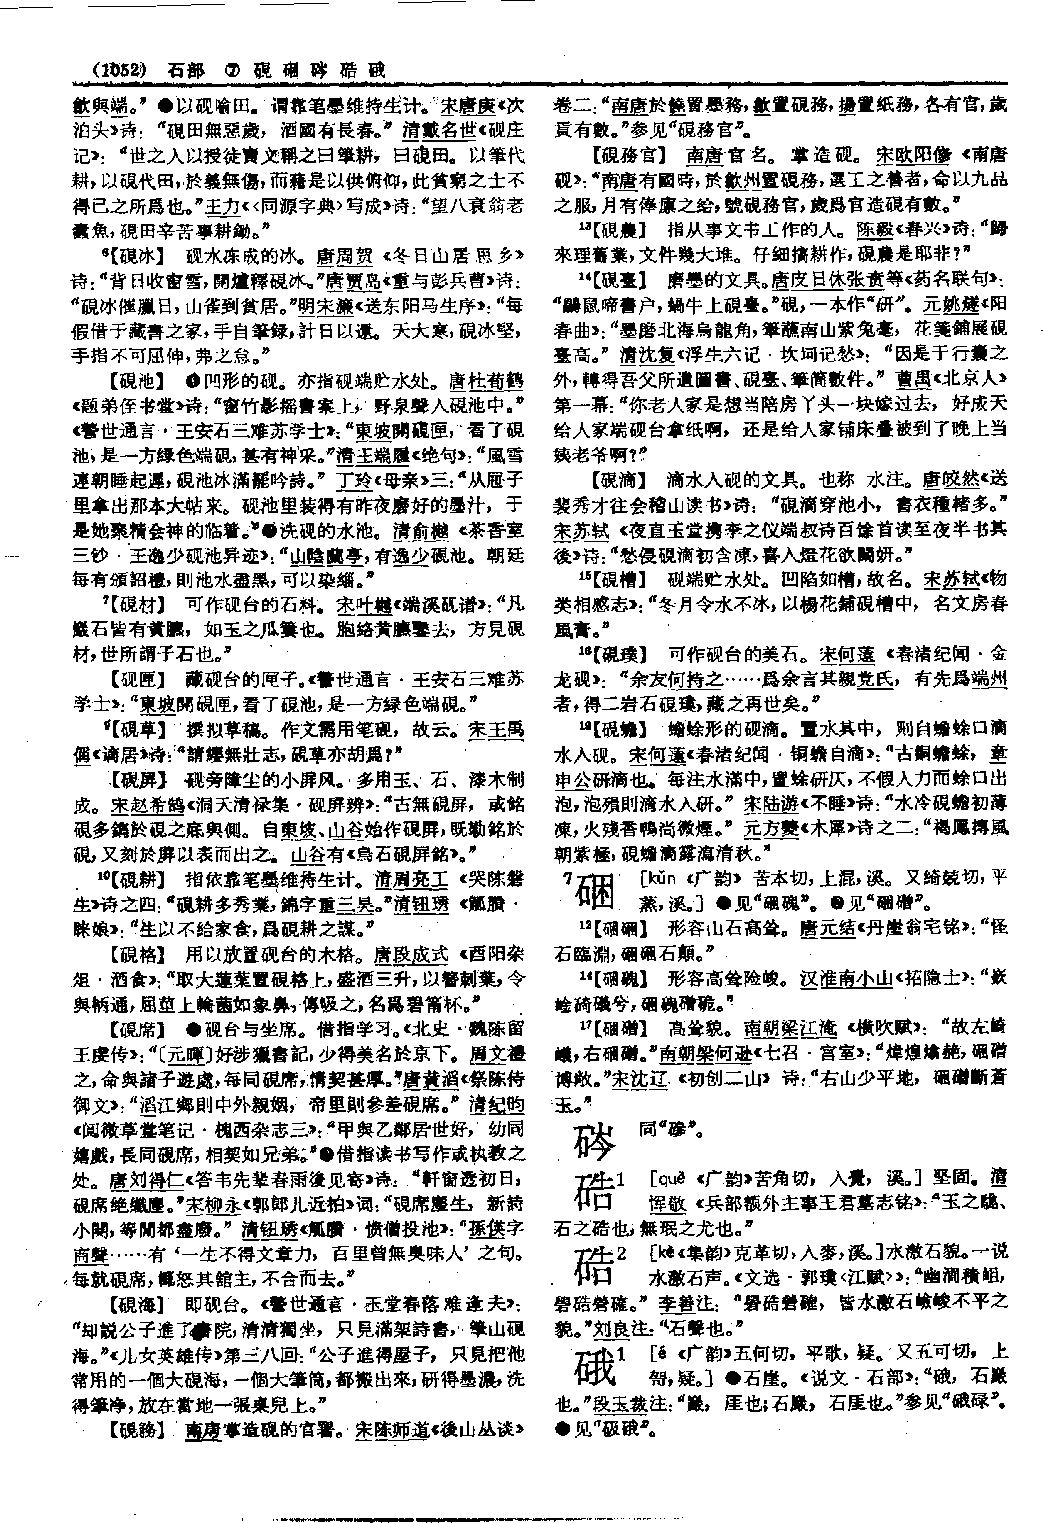 (1052) 石部 ⑦ 硯 硱 硶 硞 硪
歙與端。”●以砚喻田。谓靠笔墨维持生计。宋唐庚《次
泊头》诗：“硯田無惡歲，酒國有長春。”清戴名世《砚庄
记》：“世之人以授徒賣文稱之曰筆耕，曰硯田。以筆代
耕，以硯代田，於義無傷，而藉是以供俯仰，此貧窮之士不
得已之所爲也。”王力《〈同源字典〉写成》诗：“望八衰翁老
蠹魚，硯田辛苦事耕鋤。”
⁶【硯冰】 砚水冻成的冰。唐周贺《冬日山居思乡》
诗：“背日收窗雪，開爐釋硯冰。”唐贾岛《重与彭兵曹》诗：
“硯冰催臘日，山雀到貧居。”明宋濂《送东阳马生序》：“每
假借于藏書之家，手自筆録，計日以還。天大寒，硯冰堅，
手指不可屈伸，弗之怠。”
【硯池】 ❶凹形的砚。亦指砚端贮水处。唐杜荀鹤
《题弟侄书堂》诗：“窗竹影摇書案上，野泉聲入硯池中。”
《警世通言·王安石三难苏学士》：“東坡開硯匣，看了硯
池，是一方緑色端硯，甚有神采。”清王端履《绝句》：“風雪
連朝睡起遲，硯池冰滿罷吟詩。”丁玲《母亲》三：“从屉子
里拿出那本大帖来。砚池里装得有昨夜磨好的墨汁，于
是她聚精会神的临着。”❷洗砚的水池。清俞樾《茶香室
三钞·王逸少砚池异迹》：“山陰蘭亭，有逸少硯池。朝廷
每有頒詔禮，則池水盡黑，可以染緇。”
⁷【硯材】 可作砚台的石料。宋叶樾《端溪砚谱》：“凡
巖石皆有黄臕，如玉之瓜蔞也。胞絡黄臕鑿去，方見硯
材，世所謂子石也。”
【硯匣】 藏砚台的匣子。《警世通言·王安石三难苏
学士》：“東坡開硯匣，看了硯池，是一方緑色端硯。”
⁹【硯草】 撰拟草稿。作文需用笔砚，故云。宋王禹
偁《谪居》诗：“請纓無壯志，硯草亦胡爲？”
【硯屏】 砚旁障尘的小屏风。多用玉、石、漆木制
成。宋赵希鹄《洞天清禄集·砚屏辨》：“古無硯屏，或銘
硯多鐫於硯之底與側。自東坡、山谷始作硯屏，既勒銘於
硯，又刻於屏以表而出之。山谷有《烏石硯屏銘》。”
¹⁰【硯耕】 指依靠笔墨维持生计。清周亮工《哭陈磐
生》诗之四：“硯耕多秀業，錦字重三吴。”清钮琇《觚賸·
睐娘》：“生以不給家食，爲硯耕之謀。”
【硯格】 用以放置砚台的木格。唐段成式《酉阳杂
俎·酒食》：“取大蓮葉置硯格上，盛酒三升，以簪刺葉，令
與柄通，屈莖上輪菌如象鼻，傳吸之，名爲碧筩杯。”
【硯席】 ●砚台与坐席。借指学习。《北史·魏陈留
王虔传》：“〔元暉〕好涉獵書記，少得美名於京下。周文禮
之，命與諸子遊處，每同硯席，情契甚厚。”唐黄滔《祭陈侍
御文》：“滔江鄉則中外親姻，帝里則參差硯席。”清纪昀
《阅微草堂笔记·槐西杂志三》：“甲與乙鄰居世好，幼同
嬉戲，長同硯席，相契如兄弟。”❷借指读书写作或执教之
处。唐刘得仁《答韦先辈春雨後见寄》诗：“軒窗透初日，
硯席絶纖塵。”宋柳永《郭郎儿近拍》词：“硯席塵生，新詩
小闋，等閒都盡廢。”清钮琇《觚賸·愤僧投池》：“孫俍字
南聲……有‘一生不得文章力，百里曾無臭味人’之句。
每就硯席，輒怒其館主，不合而去。”
【硯海】 即砚台。《警世通言·玉堂春落难逢夫》：
“却説公子進了書院，清清獨坐，只見滿架詩書，筆山硯
海。”《儿女英雄传》第三八回：“公子進得屋子，只見把他
常用的一個大硯海，一個大筆筒，都搬出來，研得墨濃，洗
得筆净，放在當地一張桌兒上。”
【硯務】 南唐掌造砚的官署。宋陈师道《後山丛谈》
卷二：“南唐於饒置墨務，歙置硯務，揚置紙務，各有官，歲
貢有數。”参见“硯務官”。
【硯務官】 南唐官名。掌造砚。宋欧阳修《南唐
砚》：“南唐有國時，於歙州置硯務，選工之善者，命以九品
之服，月有俸廪之給，號硯務官，歲爲官造硯有數。”
¹³【硯農】 指从事文书工作的人。陈毅《春兴》诗：“歸
來理舊業，文件幾大堆。仔細搞耕作，硯農是耶非？”
¹⁴【硯臺】 磨墨的文具。唐皮日休张贲等《药名联句》：
“鼯鼠啼書户，蝸牛上硯臺。”硯，一本作“研”。元姚燧《阳
春曲》：“墨磨北海烏龍角，筆蘸南山紫兔毫，花箋鋪展硯
臺高。”清沈复《浮生六记·坎坷记愁》：“因是于行囊之
外，轉得吾父所遺圖書、硯臺、筆筒數件。”曹禺《北京人》
第一幕：“你老人家是想当陪房丫头一块嫁过去，好成天
给人家端砚台拿纸啊，还是给人家铺床叠被到了晚上当
姨老爷啊？”
【硯滴】 滴水入砚的文具。也称水注。唐皎然《送
裴秀才往会稽山读书》诗：“硯滴穿池小，書衣種楮多。”
宋苏轼《夜直玉堂携李之仪端叔诗百馀首读至夜半书其
後》诗：“愁侵硯滴初含凍，喜入燈花欲鬭妍。”
¹⁵【硯槽】 砚端贮水处。凹陷如槽，故名。宋苏轼《物
类相感志》：“冬月令水不冰，以楊花鋪硯槽中，名文房春
風膏。”
¹⁶【硯璞】 可作砚台的美石。宋何薳《春渚纪闻·金
龙砚》：“余友何持之……爲余言其親党氏，有先爲端州
者，得二岩石硯璞，藏之再世矣。”
¹⁹【硯蟾】 蟾蜍形的砚滴。置水其中，则自蟾蜍口滴
水入砚。宋何薳《春渚纪闻·铜蟾自滴》：“古銅蟾蜍，章
申公研滴也。每注水滿中，置蜍研仄，不假人力而蜍口出
泡，泡殞則滴水入研。”宋陆游《不睡》诗：“水冷硯蟾初薄
凍，火殘香鴨尚微煙。”元方夔《木犀》诗之二：“褐鳳摶風
朝紫極，硯蟾滴露瀉清秋。”
⁷硱 [kǔn《广韵》苦本切，上混，溪。又绮兢切，平
蒸，溪。]●见“硱磈”。❷见“硱磳”。
¹²【硱硱】 形容山石高耸。唐元结《丹崖翁宅铭》：“怪
石臨淵，硱硱石顛。”
¹⁴【硱磈】 形容高耸险峻。汉淮南小山《招隐士》：“嶔
崟碕礒兮，硱磈磳硊。”
¹⁷【硱磳】 高耸貌。南朝梁江淹《横吹赋》：“故左崎
嶬，右硱磳。”南朝梁何逊《七召·宫室》：“煒煌熻赩，硱磳
博敞。”宋沈辽《初创二山》诗：“右山少平地，硱磳斷蒼
玉。”
硶 同“磣”。
硞1 [què《广韵》苦角切，入覺，溪。]坚固。清
恽敬《兵部额外主事王君墓志铭》：“玉之瑰、
石之硞也，無珉之尤也。”
硞2 [kè《集韵》克革切，入麥，溪。]水激石貌。一说
水激石声。《文选·郭璞〈江赋〉》：“幽澗積岨，
礐硞礨確。”李善注：“礐硞礨確，皆水激石嶮峻不平之
貌。”刘良注：“石聲也。”
硪1 [é《广韵》五何切，平歌，疑。又五可切，上
哿，疑。]●石崖。《说文·石部》：“硪，石巖
也。”段玉裁注：“巖，厓也；石巖，石厓也。”参见“硪碌”。
●见“砐硪”。